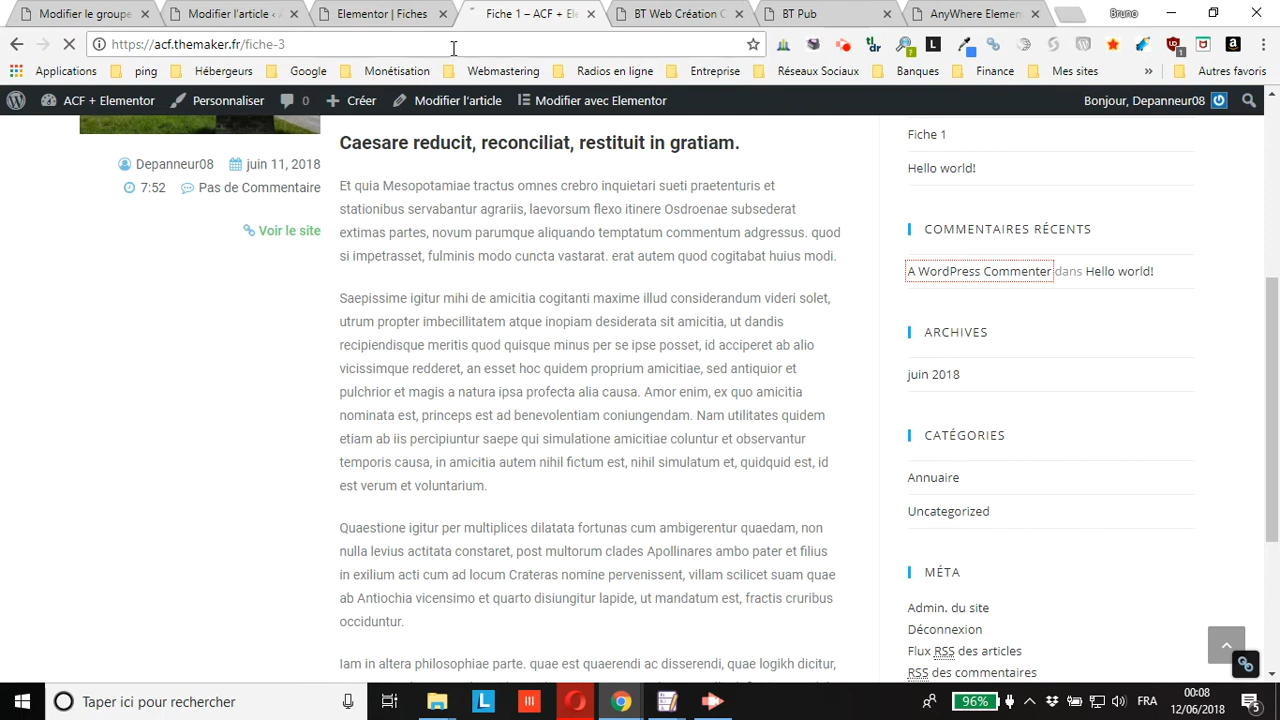 Modifier le groupe
Modifier l'article ‹ A
Elementor | Fiches
Fiche 1 – ACF + El
BT Web Création C
BT Pub
AnyWhere Elemen
Bruno
https://acf.themaker.fr/fiche-3
Applications
ping
Hébergeurs
Google
Monétisation
Webmastering
Radios en ligne
Entreprise
Réseaux Sociaux
Banques
Finance
Mes sites
»
Autres favoris
ACF + Elementor
Personnaliser
0
Créer
Modifier l'article
Modifier avec Elementor
Bonjour, Depanneur08
Depanneur08 juin 11, 2018
7:52 Pas de Commentaire
Voir le site
Caesare reducit, reconciliat, restituit in gratiam.
Et quia Mesopotamiae tractus omnes crebro inquietari sueti praetenturis et
stationibus servabantur agrariis, laevorsum flexo itinere Osdroenae subsederat
extimas partes, novum parumque aliquando temptatum commentum adgressus. quod
si impetrasset, fulminis modo cuncta vastarat. erat autem quod cogitabat huius modi.
Saepissime igitur mihi de amicitia cogitanti maxime illud considerandum videri solet,
utrum propter imbecillitatem atque inopiam desiderata sit amicitia, ut dandis
recipiendisque meritis quod quisque minus per se ipse posset, id acciperet ab alio
vicissimque redderet, an esset hoc quidem proprium amicitiae, sed antiquior et
pulchrior et magis a natura ipsa profecta alia causa. Amor enim, ex quo amicitia
nominata est, princeps est ad benevolentiam coniungendam. Nam utilitates quidem
etiam ab iis percipiuntur saepe qui simulatione amicitiae coluntur et observantur
temporis causa, in amicitia autem nihil fictum est, nihil simulatum et, quidquid est, id
est verum et voluntarium.
Quaestione igitur per multiplices dilatata fortunas cum ambigerentur quaedam, non
nulla levius actitata constaret, post multorum clades Apollinares ambo pater et filius
in exilium acti cum ad locum Crateras nomine pervenissent, villam scilicet suam quae
ab Antiochia vicensimo et quarto disiungitur lapide, ut mandatum est, fractis cruribus
occiduntur.
Iam in altera philosophiae parte. quae est quaerendi ac disserendi, quae logikh dicitur,
Fiche 1
Hello world!
COMMENTAIRES RÉCENTS
A WordPress Commenter dans Hello world!
ARCHIVES
juin 2018
CATÉGORIES
Annuaire
Uncategorized
MÉTA
Admin. du site
Déconnexion
Flux RSS des articles
RSS des commentaires
Taper ici pour rechercher
96%
FRA
00:08
12/06/2018
5